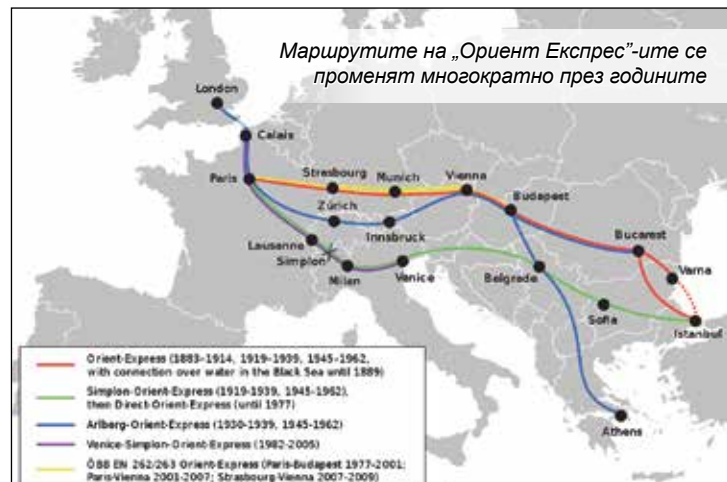 Маршрутите на „Ориент Експрес”-ите се
променят многократно през годините
London
Calais
Paris
Strasbourg
Munich
Vienna
Budapest
Zürich
Innsbruck
Bucarest
Lausanne
Simplon
Milan
Venice
Belgrade
Varna
Sofia
Istanbul
Athens
Orient-Express (1883–1914, 1919–1939, 1945–1962,
with connection over water in the Black Sea until 1889)
Simplon-Orient-Express (1919-1939, 1945-1962),
then Direct-Orient-Express (until 1977)
Arlberg-Orient-Express (1930-1939, 1945-1962)
Venice-Simplon-Orient-Express (1982-2005)
ÖBB EN 262/263 Orient-Express (Paris-Budapest 1977-2001;
Paris-Vienna 2001-2007; Strasbourg-Vienna 2007-2009)